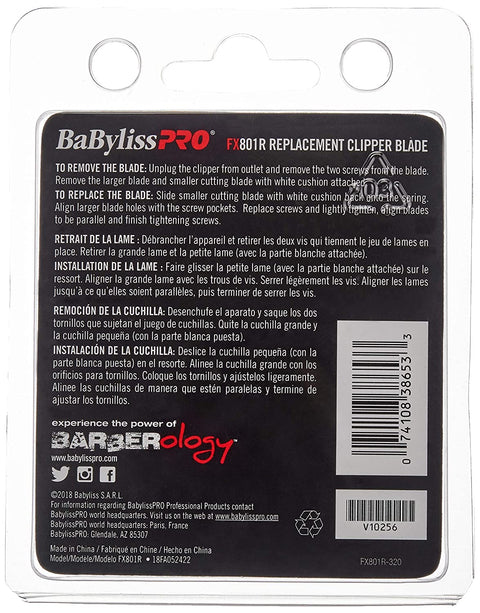 BaBylissPRO® FX801R REPLACEMENT CLIPPER BLADE
TO REMOVE THE BLADE: Unplug the clipper from outlet and remove the two screws from the blade.
Remove the larger blade and smaller cutting blade with white cushion attached.
TO REPLACE THE BLADE: Slide smaller cutting blade with white cushion back onto the spring.
Align larger blade holes with the screw pockets. Replace screws and lightly tighten, align blades
to be parallel and finish tightening screws.
RETRAIT DE LA LAME : Débrancher l'appareil et retirer les deux vis qui tiennent le jeu de lames en
place. Retirer la grande lame et la petite lame (avec la partie blanche attachée).
INSTALLATION DE LA LAME : Faire glisser la petite lame (avec la partie blanche attachée) sur le
ressort. Aligner la grande lame avec les trous de vis. Serrer légèrement les vis. Aligner les lames
jusqu'à ce qu'elles soient parallèles, puis terminer de serrer les vis.
REMOCIÓN DE LA CUCHILLA: Desenchufe el aparato y saque los dos
tornillos que sujetan el juego de cuchillas. Quite la cuchilla grande y la
cuchilla pequeña (con la parte blanca puesta).
INSTALACIÓN DE LA CUCHILLA: Deslice la cuchilla pequeña (con la
parte blanca puesta) en el resorte. Alinee la cuchilla grande con los
orificios para tornillos. Coloque los tornillos y ajústelos ligeramente.
Alinee las cuchillas de manera que estén paralelas y termine de
ajustar los tornillos.
0 74108 38653 3
experience the power of
BARBERology™
www.babylisspro.com
©2018 Babyliss S.A.R.L.
For information regarding BabylissPRO Professional Products contact
BabylissPRO world headquarters. Visit us on the web at www.babylisspro.com
BabylissPRO world headquarters: Paris, France
BabylissPRO: Glendale, AZ 85307
V10256
Made in China / Fabriqué en Chine / Hecho en China
Model/Modèle/Modelo FX801R • 18FA052422
FX801R-320